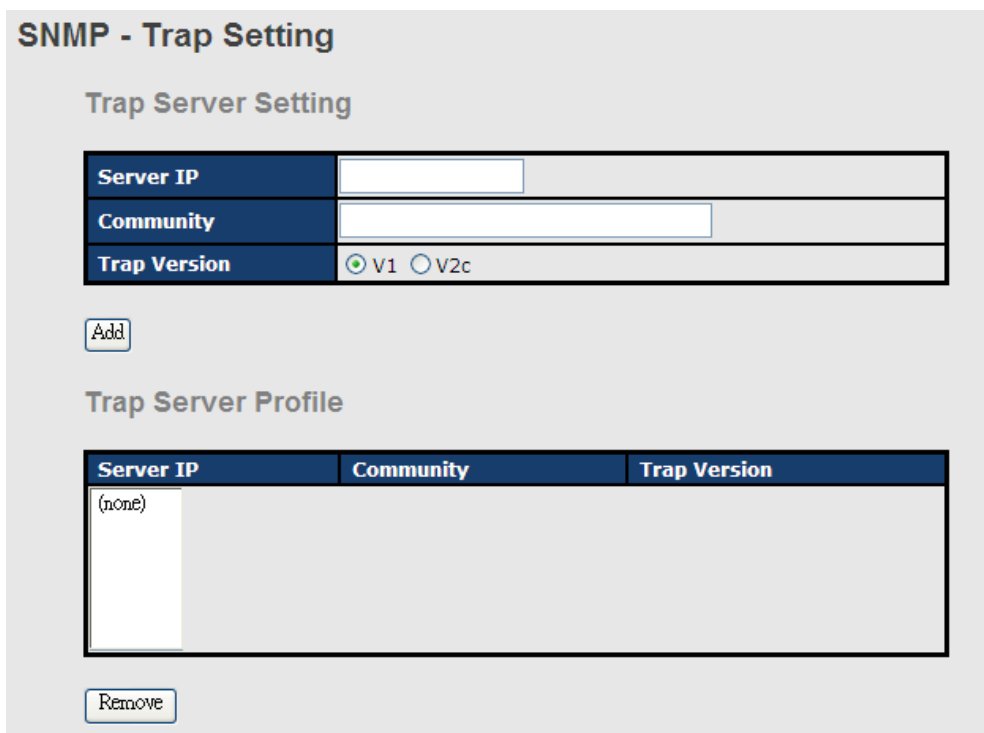 SNMP - Trap Setting
Trap Server Setting
Server IP
Community
Trap Version V1 V2c
Add
Trap Server Profile
Server IP Community Trap Version
(none)
Remove